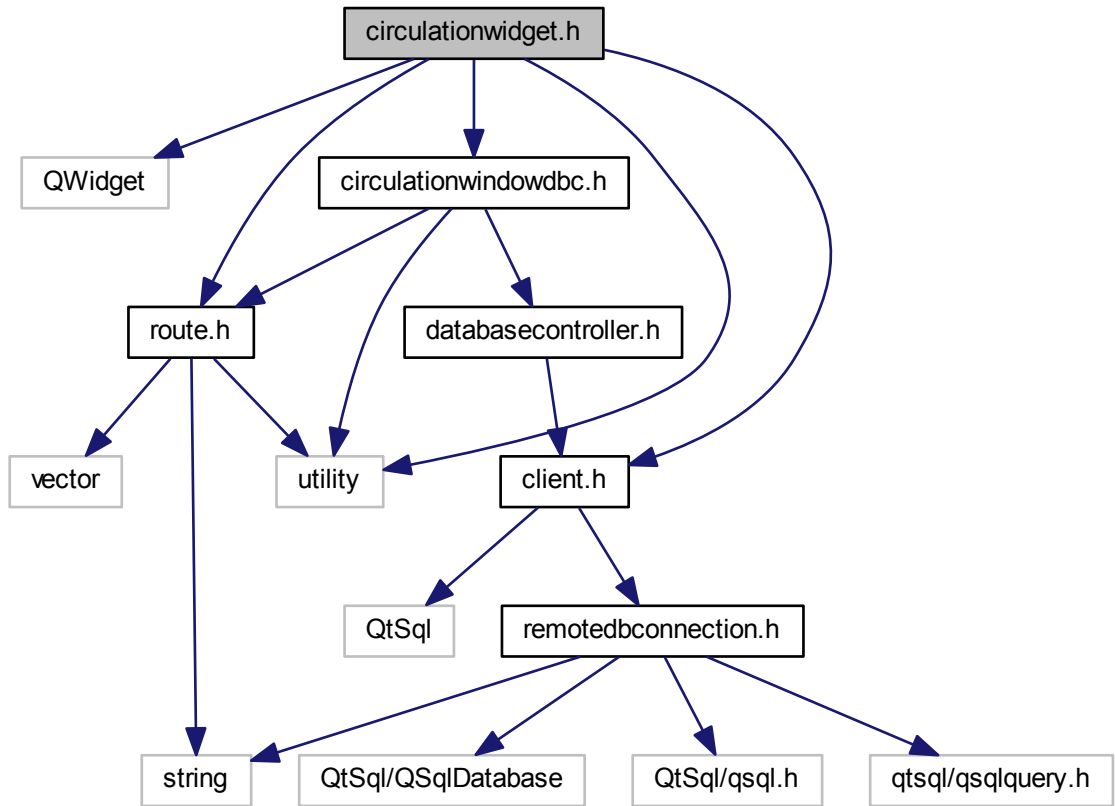 circulationwidget.h
QWidget
circulationwindowdbc.h
route.h
databasecontroller.h
vector
utility
client.h
QtSql
remotedbconnection.h
string
QtSql/QSqlDatabase
QtSql/qsql.h
qtsql/qsqlquery.h